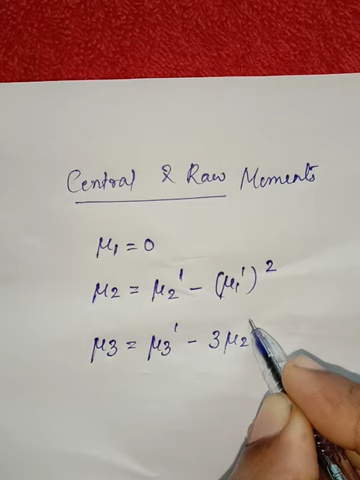 Central & Raw Moments
μ1 = 0
μ2 = μ2' - (μ1')2
μ3 = μ3' - 3μ2